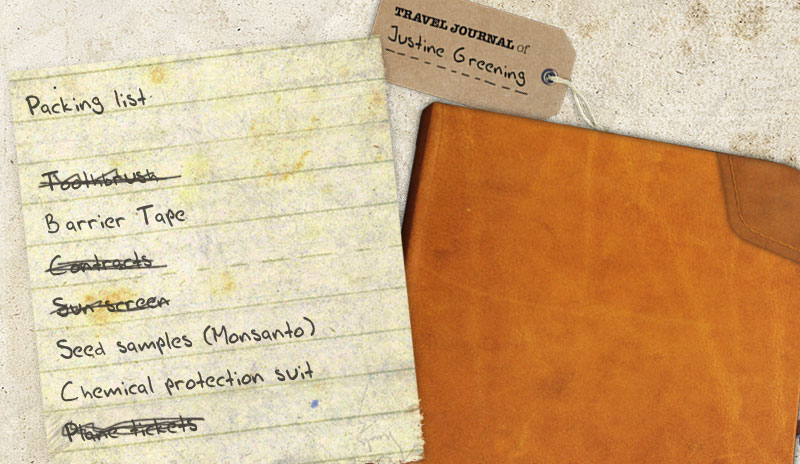 TRAVEL JOURNAL of
Justine Greening
Packing list
Toothbrush
Barrier Tape
Contracts
Sun screen
Seed samples (Monsanto)
Chemical protection suit
Plane tickets